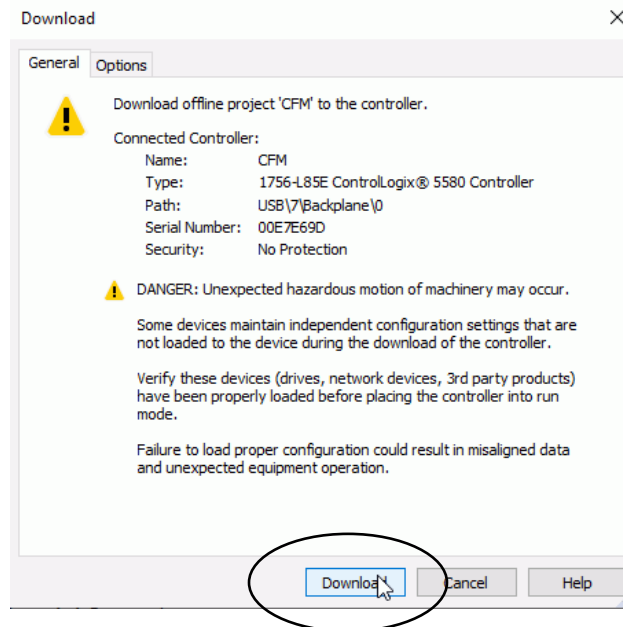 Download
General Options
Download offline project 'CFM' to the controller.
Connected Controller:
Name: CFM
Type: 1756-L85E ControlLogix® 5580 Controller
Path: USB\7\Backplane\0
Serial Number: 00E7E69D
Security: No Protection
DANGER: Unexpected hazardous motion of machinery may occur.
Some devices maintain independent configuration settings that are
not loaded to the device during the download of the controller.
Verify these devices (drives, network devices, 3rd party products)
have been properly loaded before placing the controller into run
mode.
Failure to load proper configuration could result in misaligned data
and unexpected equipment operation.
Download Cancel Help